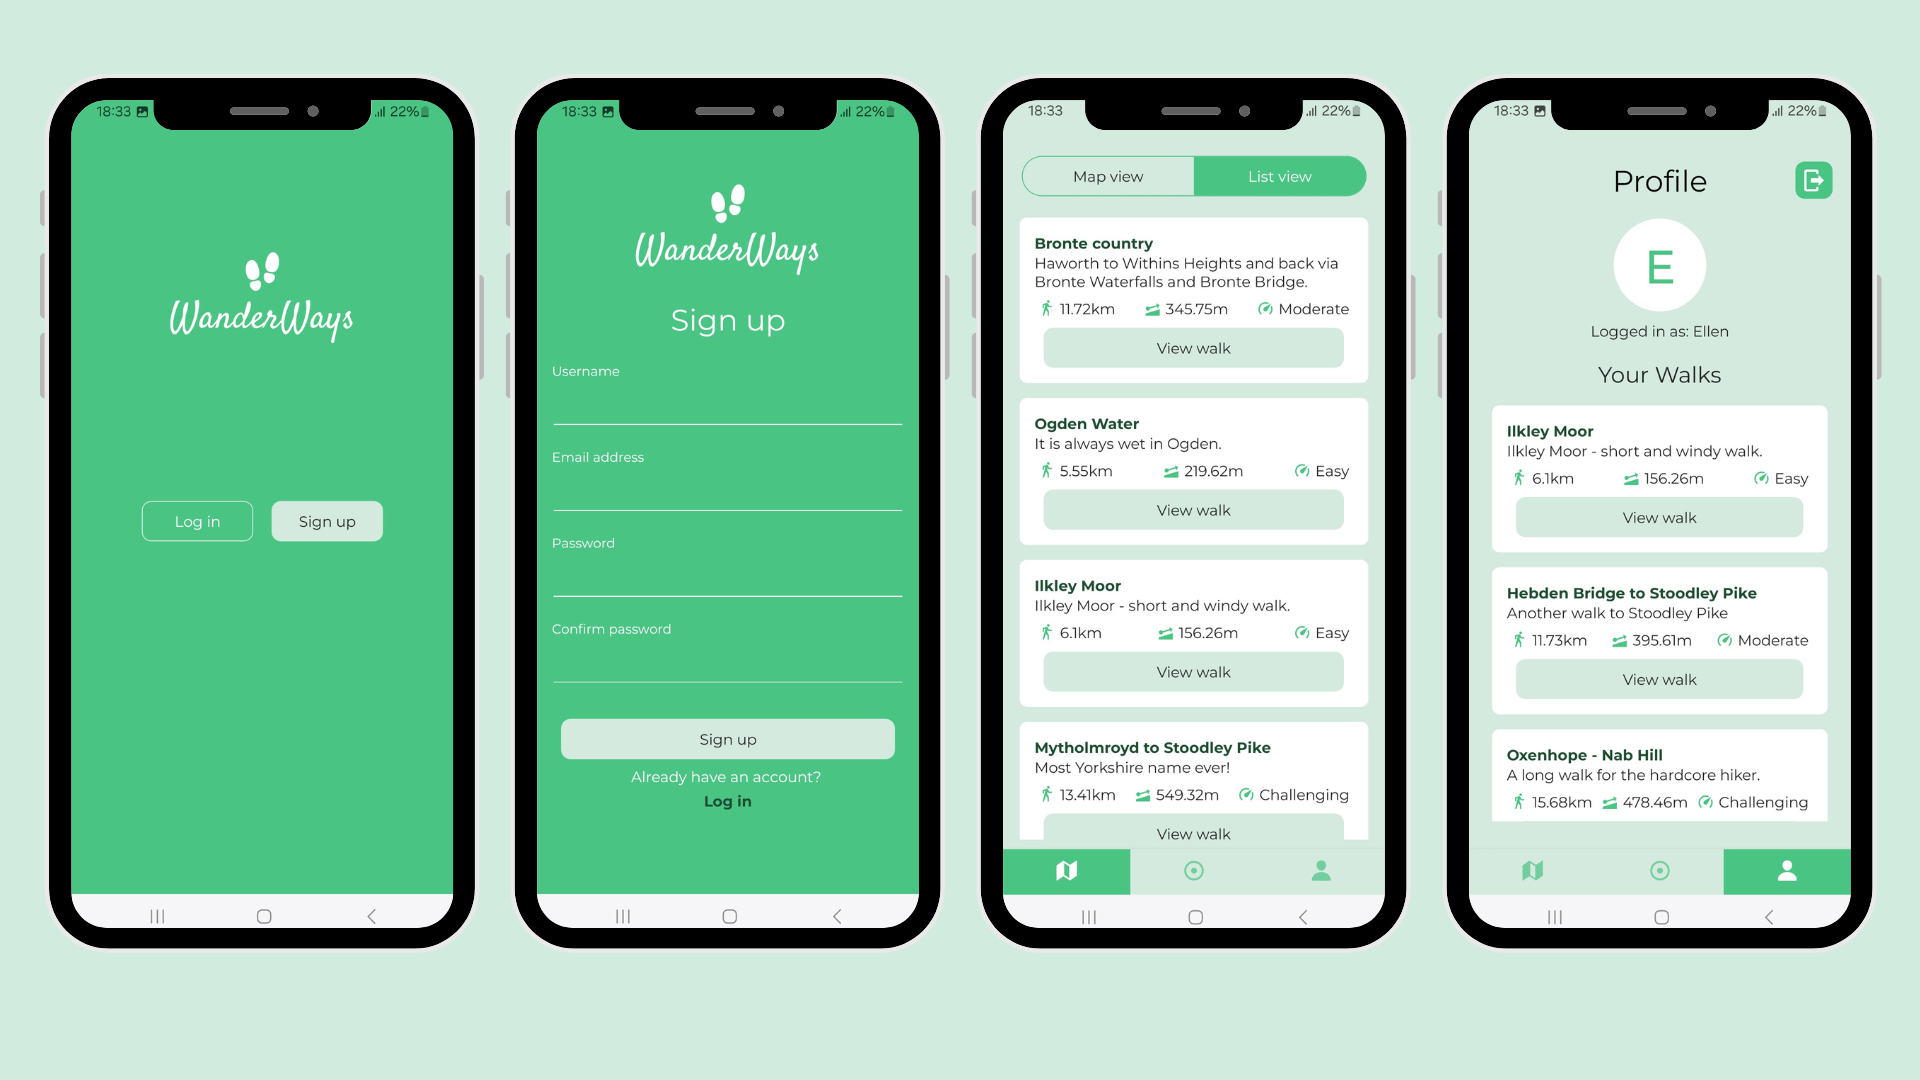 18:33
22%
WanderWays
Log in
Sign up
18:33
22%
WanderWays
Sign up
Username
Email address
Password
Confirm password
Sign up
Already have an account?
Log in
18:33
22%
Map view
List view
Bronte country
Haworth to Withins Heights and back via
Bronte Waterfalls and Bronte Bridge.
11.72km 345.75m Moderate
View walk
Ogden Water
It is always wet in Ogden.
5.55km 219.62m Easy
View walk
Ilkley Moor
Ilkley Moor - short and windy walk.
6.1km 156.26m Easy
View walk
Mytholmroyd to Stoodley Pike
Most Yorkshire name ever!
13.41km 549.32m Challenging
View walk
18:33
22%
Profile
E
Logged in as: Ellen
Your Walks
Ilkley Moor
Ilkley Moor - short and windy walk.
6.1km 156.26m Easy
View walk
Hebden Bridge to Stoodley Pike
Another walk to Stoodley Pike
11.73km 395.61m Moderate
View walk
Oxenhope - Nab Hill
A long walk for the hardcore hiker.
15.68km 478.46m Challenging